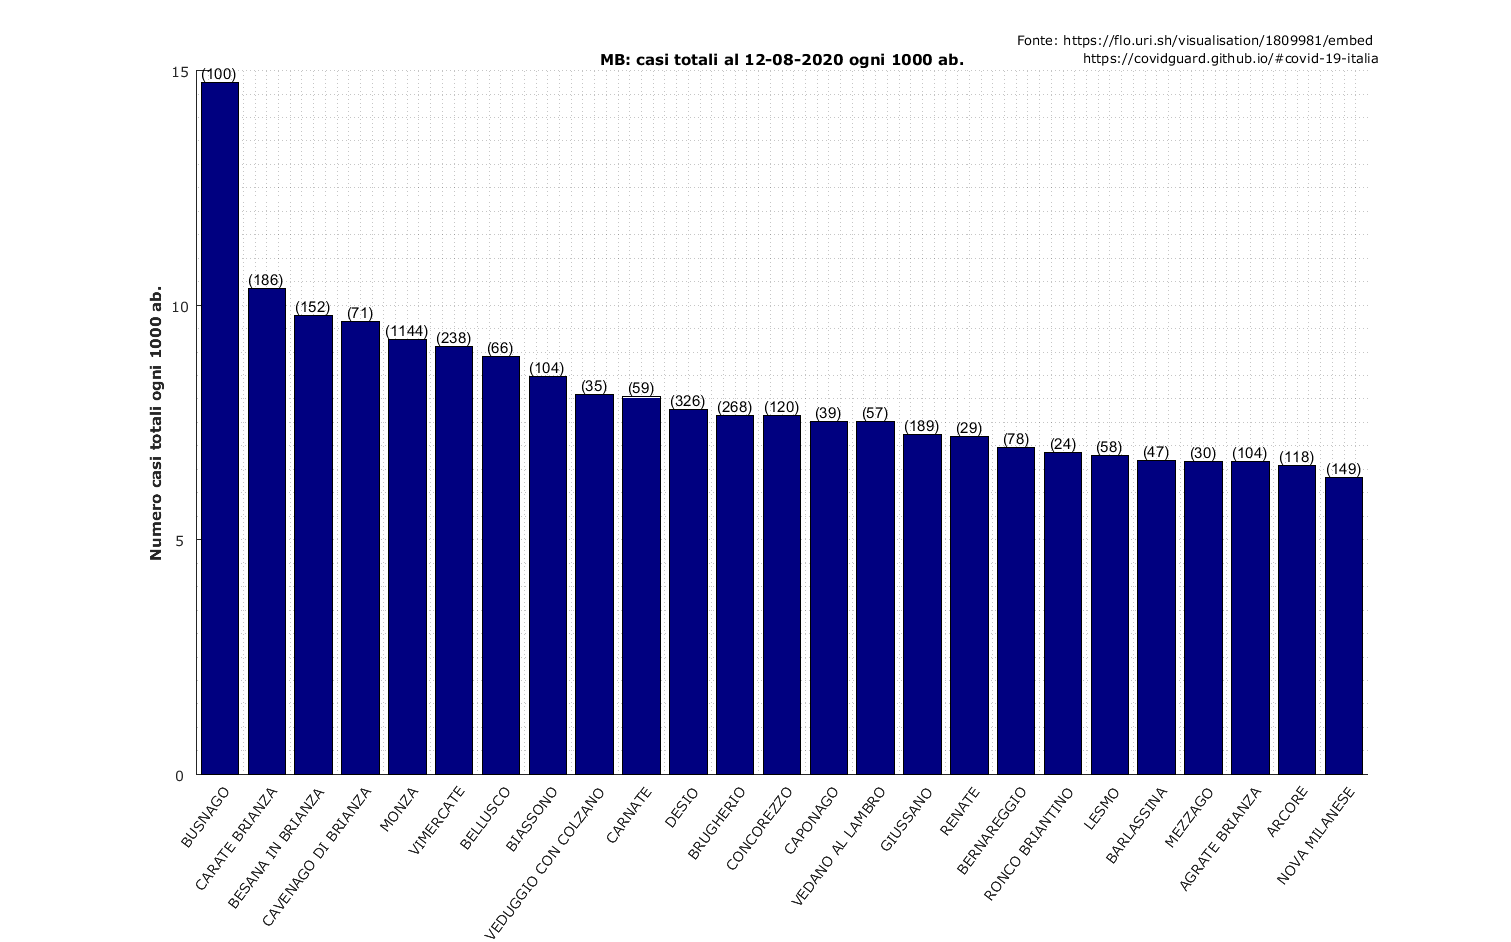 Fonte: https://flo.uri.sh/visualisation/1809981/embed
https://covidguard.github.io/#covid-19-italia
MB: casi totali al 12-08-2020 ogni 1000 ab.
Numero casi totali ogni 1000 ab.
15
10
5
0
(100)
(186)
(152)
(71)
(1144)
(238)
(66)
(104)
(35)
(59)
(326)
(268)
(120)
(39)
(57)
(189)
(29)
(78)
(24)
(58)
(47)
(30)
(104)
(118)
(149)
BUSNAGO
CARATE BRIANZA
BESANA IN BRIANZA
CAVENAGO DI BRIANZA
MONZA
VIMERCATE
BELLUSCO
BIASSONO
VEDUGGIO CON COLZANO
CARNATE
DESIO
BRUGHERIO
CONCOREZZO
CAPONAGO
VEDANO AL LAMBRO
GIUSSANO
RENATE
BERNAREGGIO
RONCO BRIANTINO
LESMO
BARLASSINA
MEZZAGO
AGRATE BRIANZA
ARCORE
NOVA MILANESE